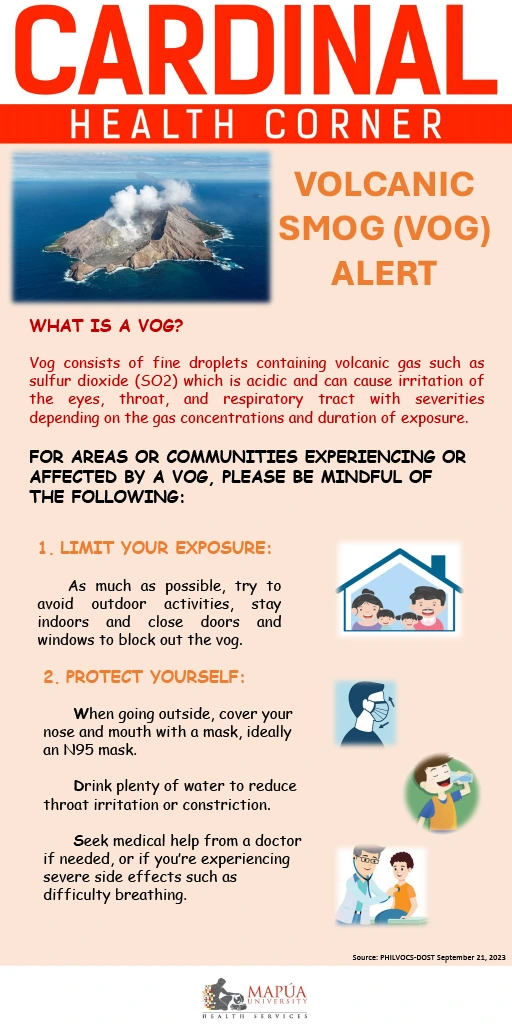 CARDINAL
HEALTH CORNER
VOLCANIC
SMOG (VOG)
ALERT
WHAT IS A VOG?
Vog consists of fine droplets containing volcanic gas such as
sulfur dioxide (SO2) which is acidic and can cause irritation of
the eyes, throat, and respiratory tract with severities
depending on the gas concentrations and duration of exposure.
FOR AREAS OR COMMUNITIES EXPERIENCING OR
AFFECTED BY A VOG, PLEASE BE MINDFUL OF
THE FOLLOWING:
1. LIMIT YOUR EXPOSURE:
As much as possible, try to
avoid outdoor activities, stay
indoors and close doors and
windows to block out the vog.
2. PROTECT YOURSELF:
When going outside, cover your
nose and mouth with a mask, ideally
an N95 mask.
Drink plenty of water to reduce
throat irritation or constriction.
Seek medical help from a doctor
if needed, or if you're experiencing
severe side effects such as
difficulty breathing.
Source: PHILVOCS-DOST September 21, 2023
MAPÚA
UNIVERSITY
HEALTH SERVICES